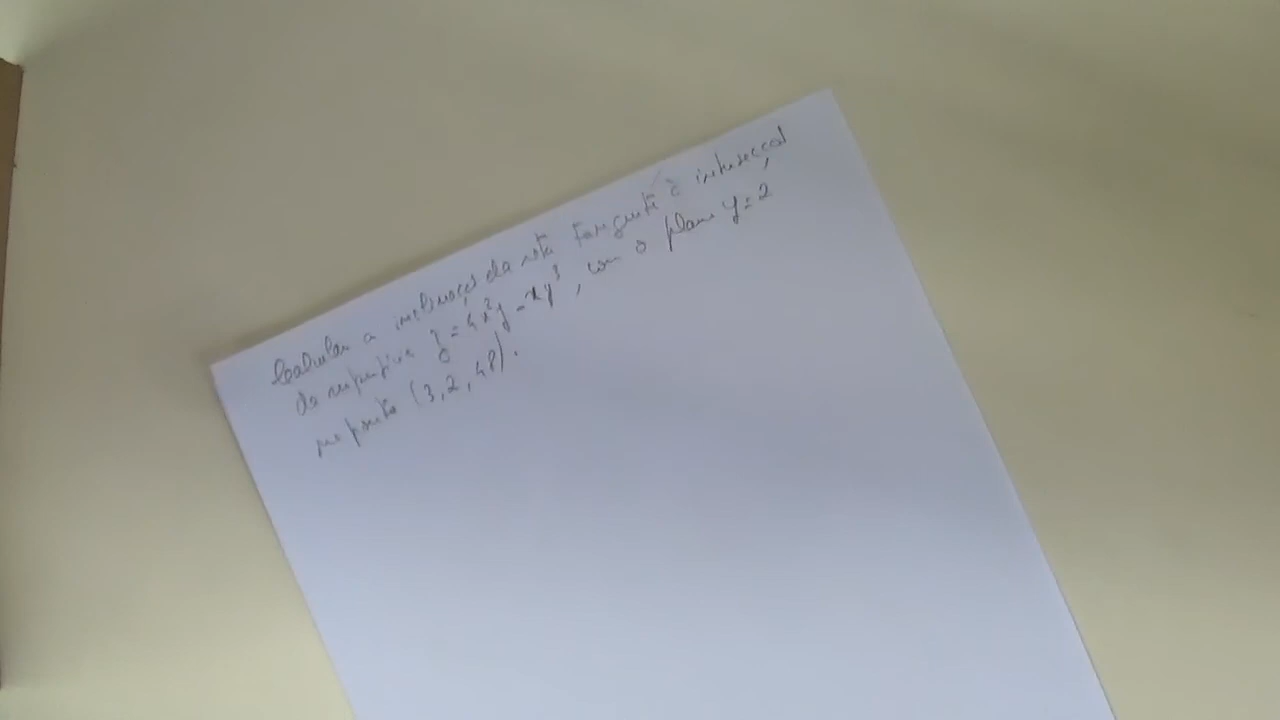 Calcular a inclinação da reta tangente à intersecção
da superfície z = 4x²y - xy³, com o plano y = 2
no ponto (3, 2, 48).